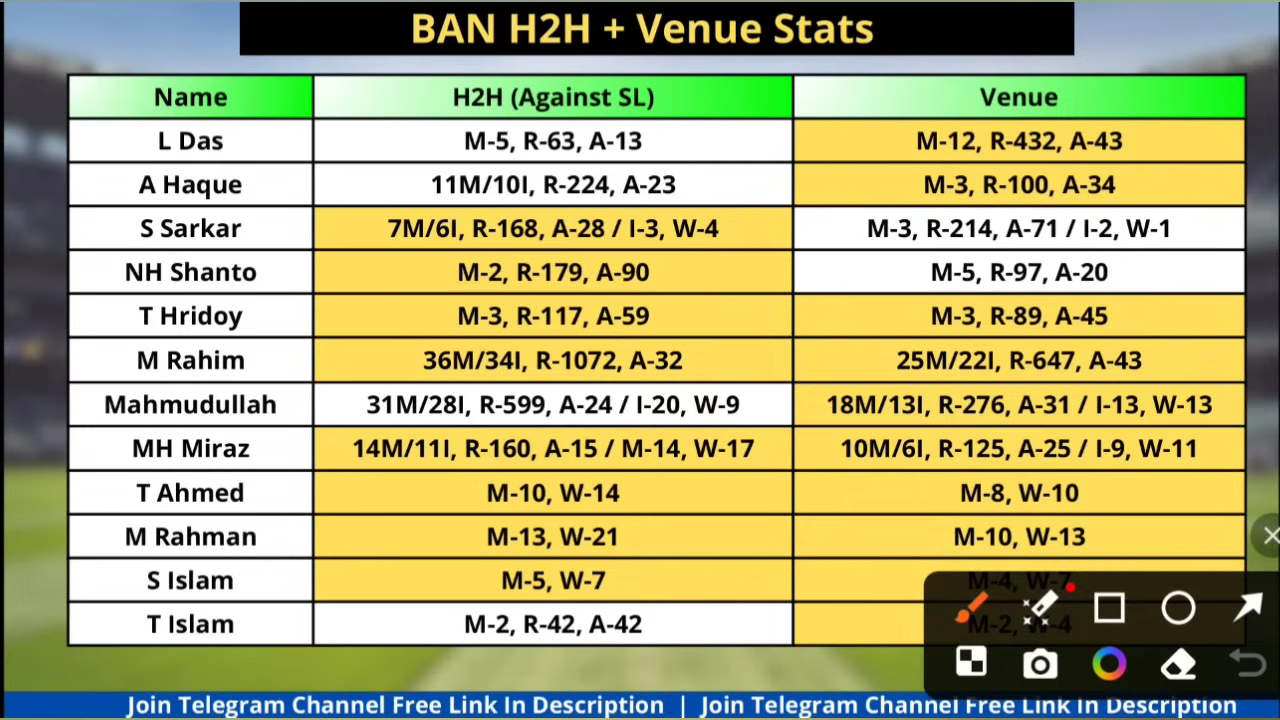 BAN H2H + Venue Stats
Name H2H (Against SL) Venue
L Das M-5, R-63, A-13 M-12, R-432, A-43
A Haque 11M/10I, R-224, A-23 M-3, R-100, A-34
S Sarkar 7M/6I, R-168, A-28 / I-3, W-4 M-3, R-214, A-71 / I-2, W-1
NH Shanto M-2, R-179, A-90 M-5, R-97, A-20
T Hridoy M-3, R-117, A-59 M-3, R-89, A-45
M Rahim 36M/34I, R-1072, A-32 25M/22I, R-647, A-43
Mahmudullah 31M/28I, R-599, A-24 / I-20, W-9 18M/13I, R-276, A-31 / I-13, W-13
MH Miraz 14M/11I, R-160, A-15 / M-14, W-17 10M/6I, R-125, A-25 / I-9, W-11
T Ahmed M-10, W-14 M-8, W-10
M Rahman M-13, W-21 M-10, W-13
S Islam M-5, W-7 M-4, W-7
T Islam M-2, R-42, A-42 M-2, W-4
Join Telegram Channel Free Link In Description | Join Telegram Channel Free Link In Description